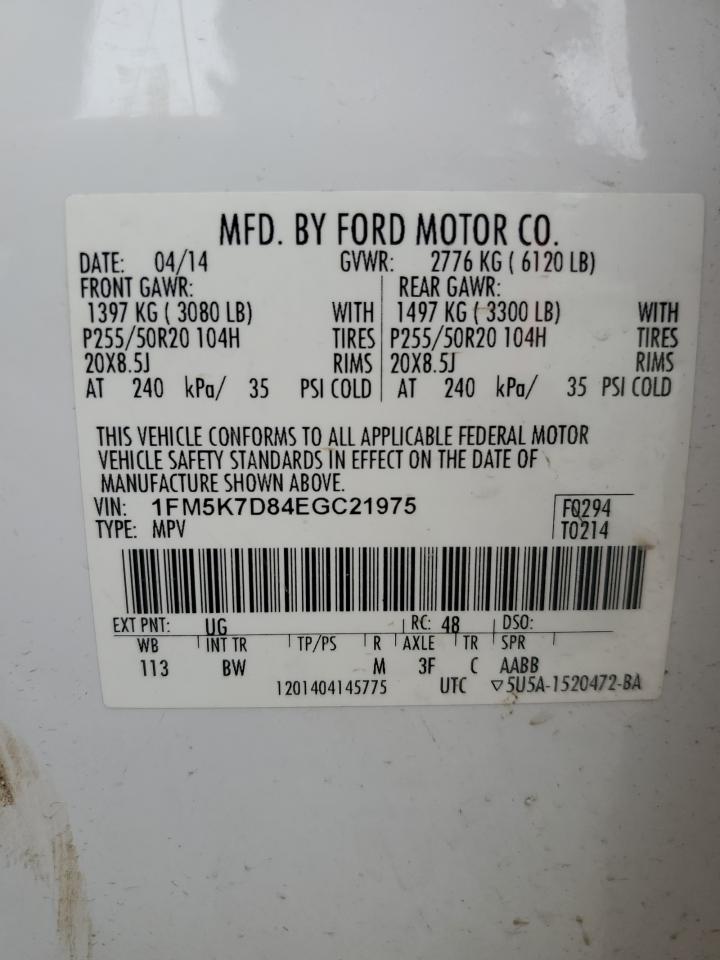 MFD. BY FORD MOTOR CO.
DATE: 04/14 GVWR: 2776 KG ( 6120 LB)
FRONT GAWR: REAR GAWR:
1397 KG ( 3080 LB) WITH 1497 KG ( 3300 LB) WITH
P255/50R20 104H TIRES P255/50R20 104H TIRES
20X8.5J RIMS 20X8.5J RIMS
AT 240 kPa/ 35 PSI COLD AT 240 kPa/ 35 PSI COLD
THIS VEHICLE CONFORMS TO ALL APPLICABLE FEDERAL MOTOR
VEHICLE SAFETY STANDARDS IN EFFECT ON THE DATE OF
MANUFACTURE SHOWN ABOVE.
VIN: 1FM5K7D84EGC21975 FQ294
TYPE: MPV TO214
EXT PNT: UG RC: 48 DSO:
WB INT TR TP/PS R AXLE TR SPR
113 BW M 3F C AABB
1201404145775 UTC ▽5U5A-1520472-BA